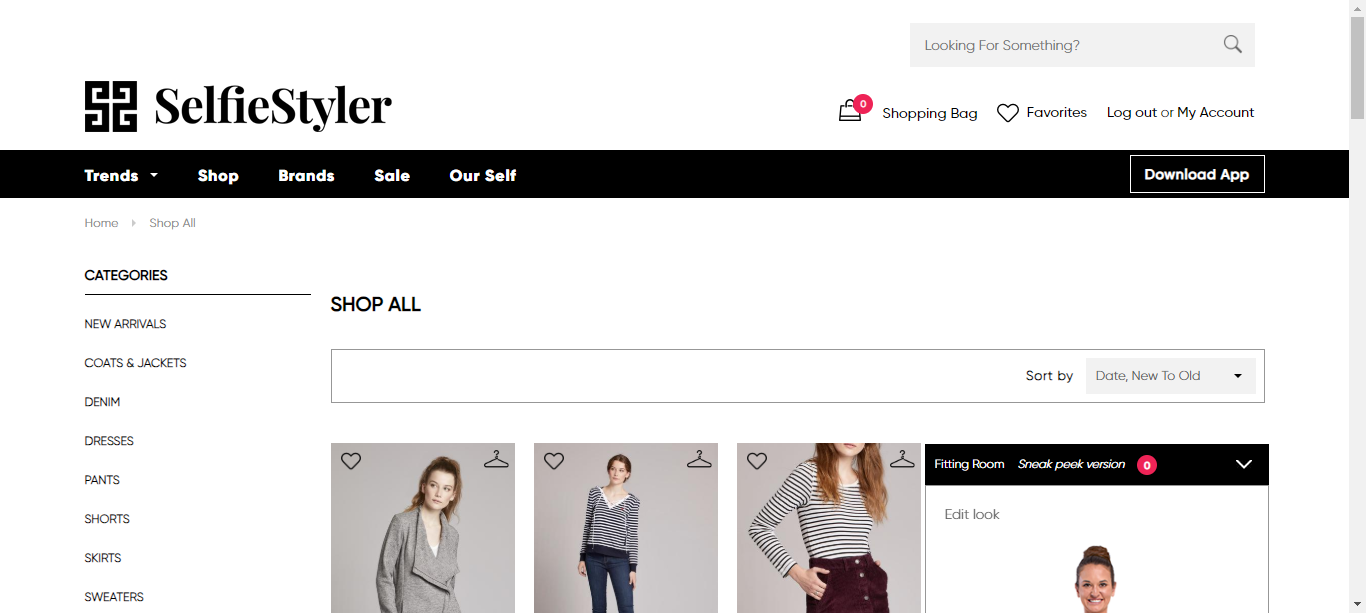 Looking For Something?
SelfieStyler
0
Shopping Bag
Favorites
Log out or My Account
Trends
Shop
Brands
Sale
Our Self
Download App
Home
Shop All
CATEGORIES
NEW ARRIVALS
COATS & JACKETS
DENIM
DRESSES
PANTS
SHORTS
SKIRTS
SWEATERS
SHOP ALL
Sort by
Date, New To Old
Fitting Room
Sneak peek version
0
Edit look